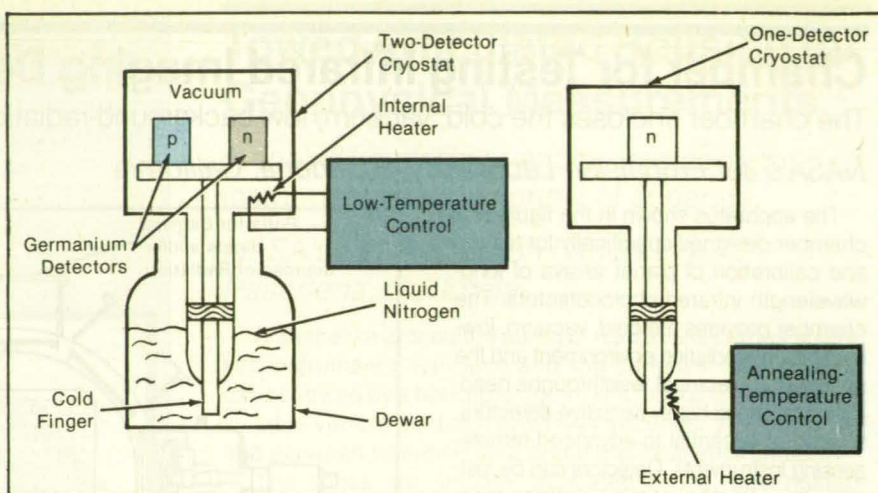 Two-Detector
Cryostat
Vacuum
Internal
Heater
p
n
Low-Temperature
Control
Germanium
Detectors
Liquid
Nitrogen
Cold
Finger
Dewar
One-Detector
Cryostat
n
Annealing-
Temperature
Control
External Heater